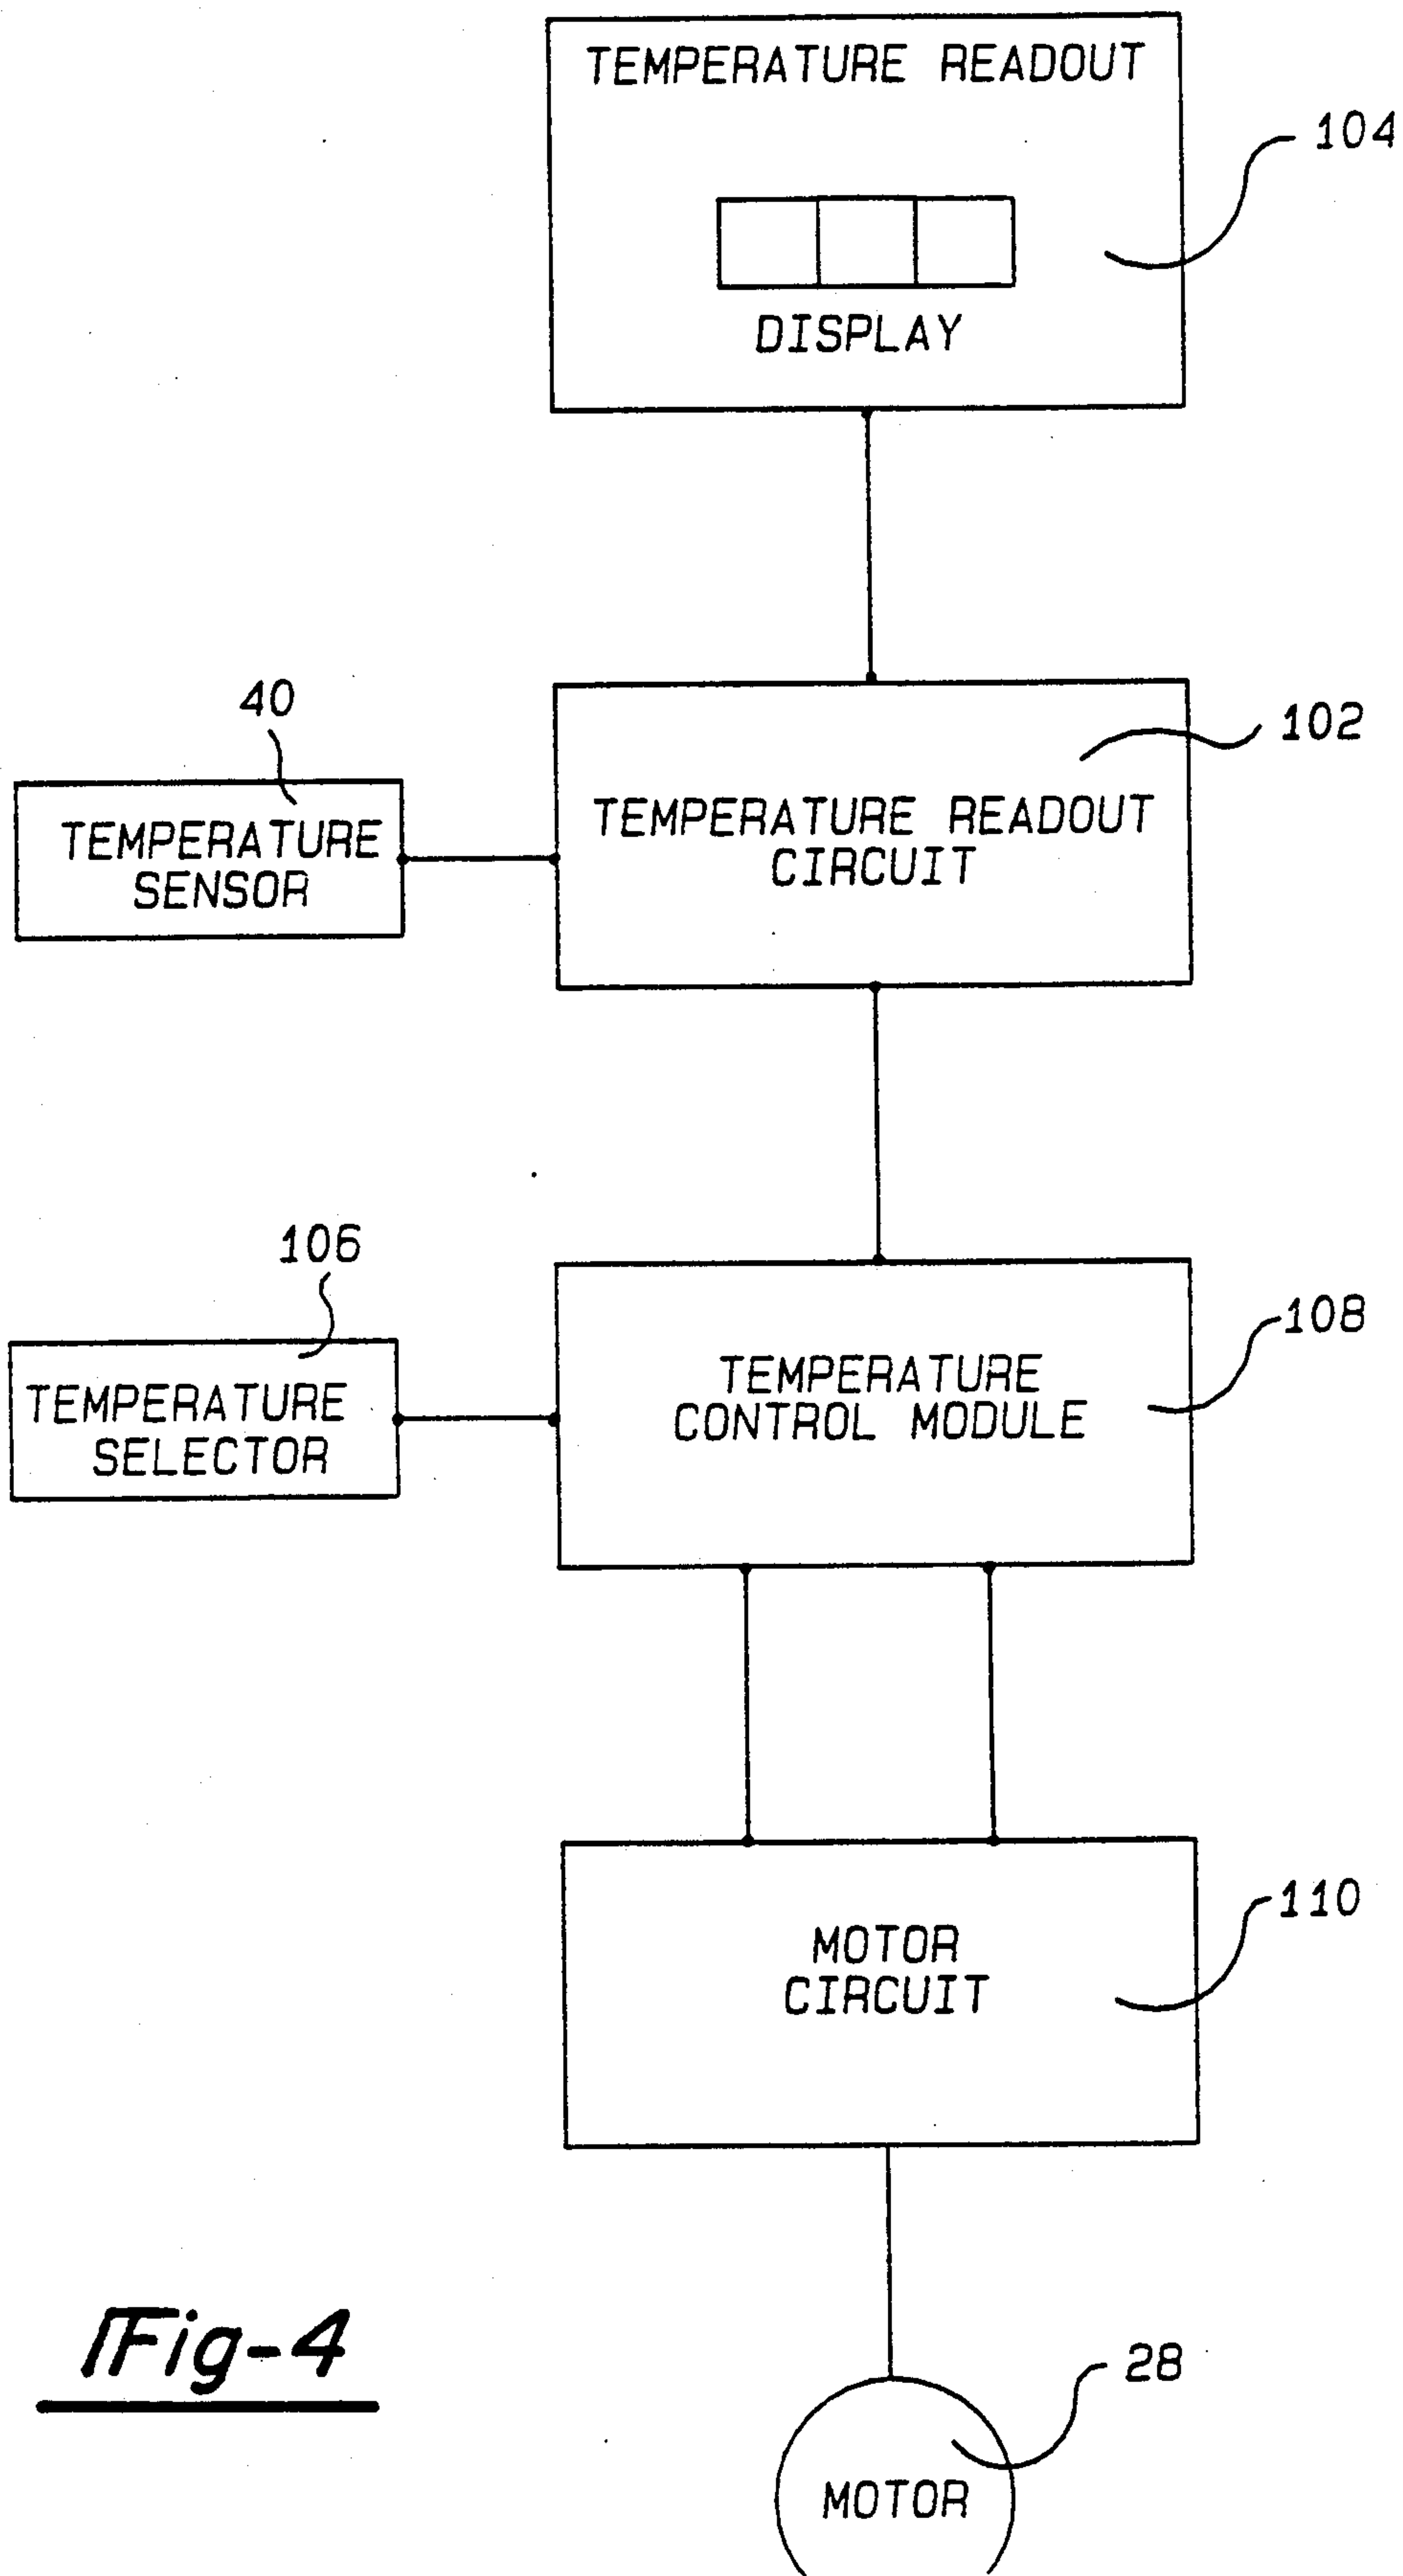 TEMPERATURE READOUT
104
DISPLAY
40
102
TEMPERATURE
SENSOR
TEMPERATURE READOUT
CIRCUIT
106
108
TEMPERATURE
SELECTOR
TEMPERATURE
CONTROL MODULE
110
MOTOR
CIRCUIT
Fig-4
28
MOTOR